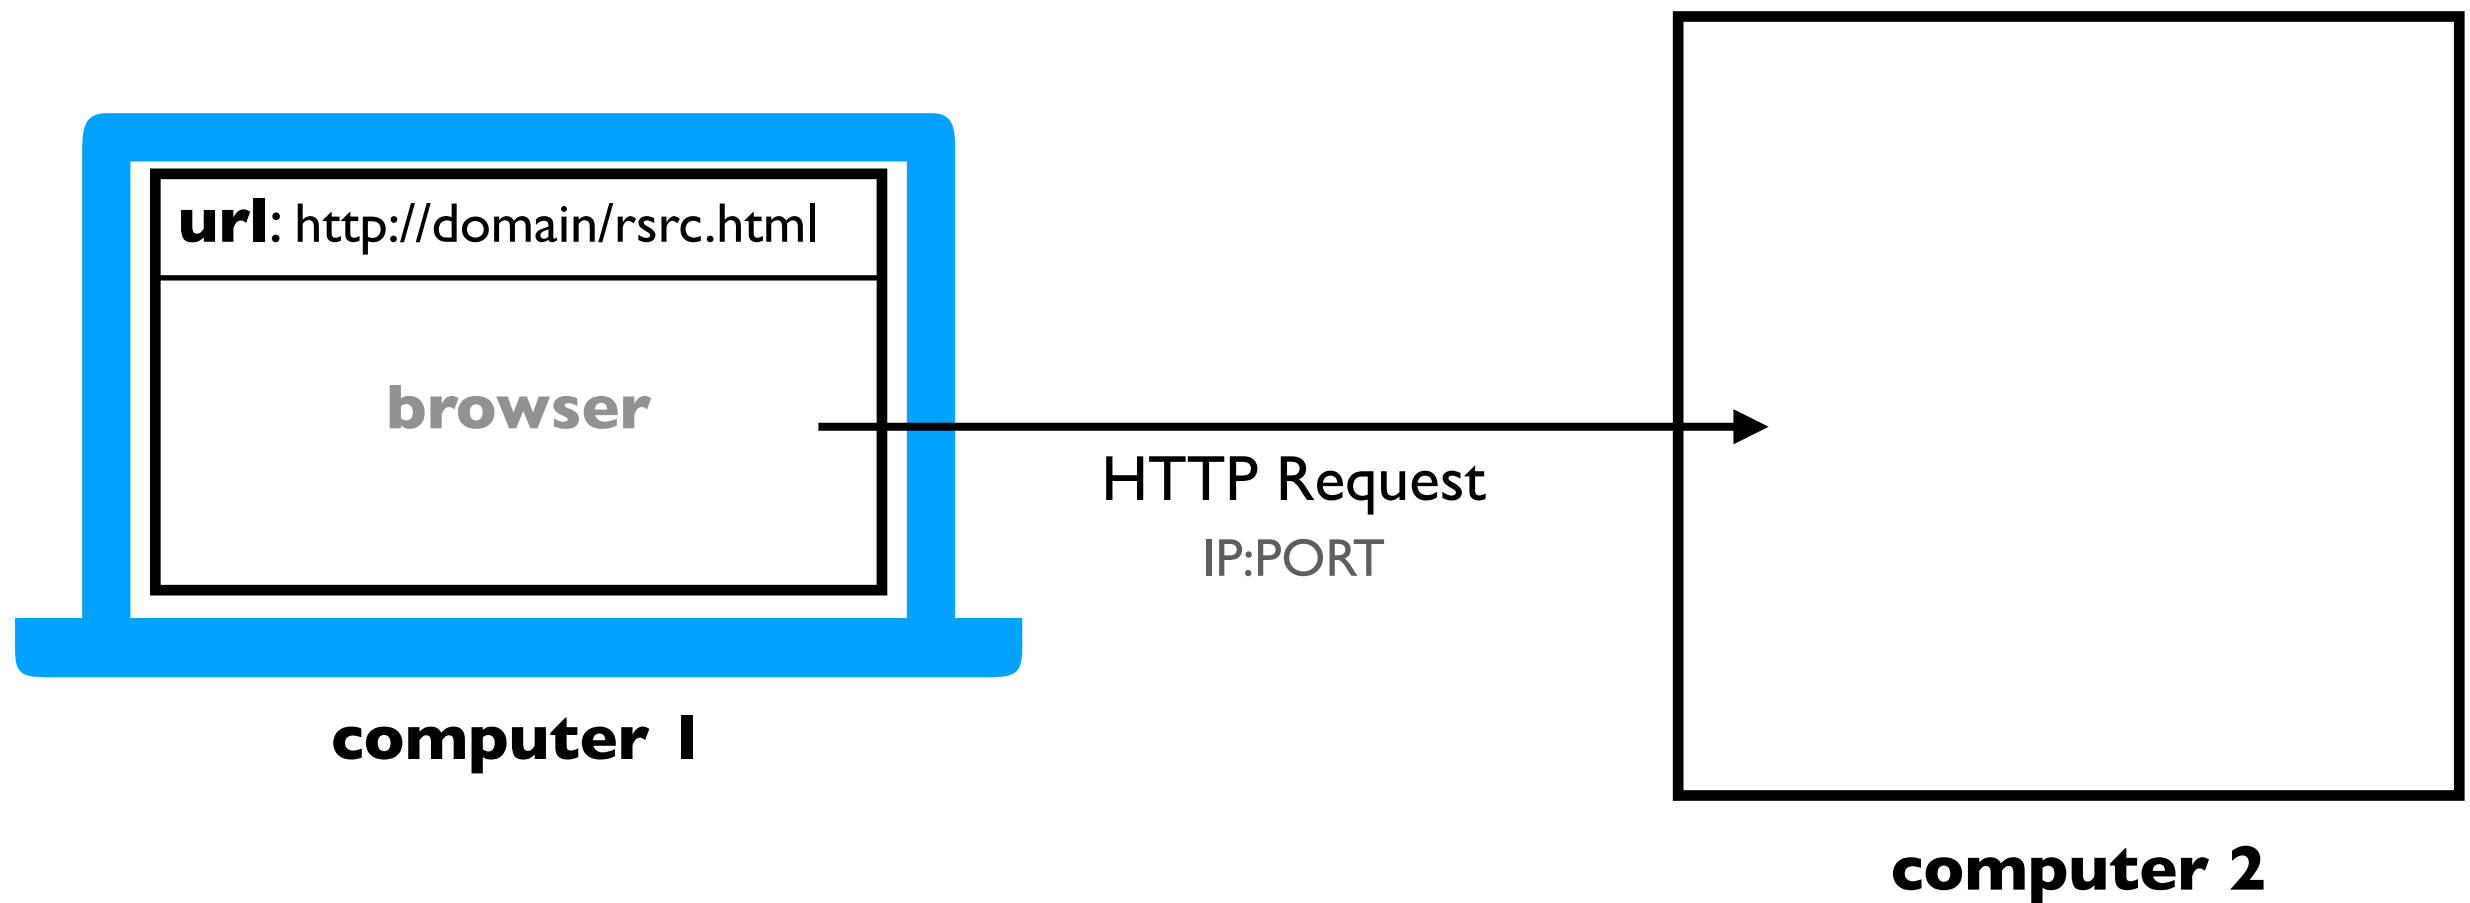 url: http://domain/rsrc.html
browser
HTTP Request
IP:PORT
computer 1
computer 2